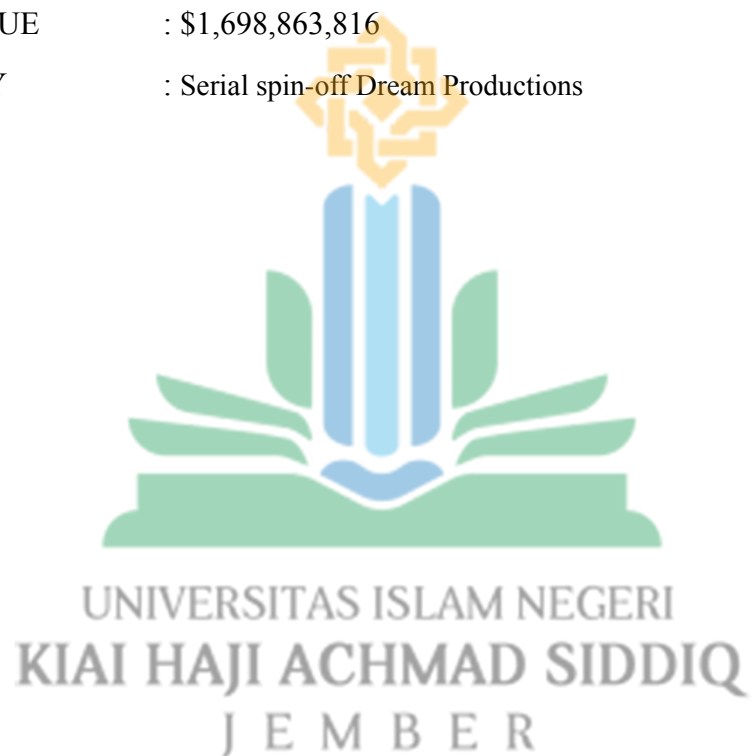 UE : $1,698,863,816
Y : Serial spin-off Dream Productions
UNIVERSITAS ISLAM NEGERI
KIAI HAJI ACHMAD SIDDIQ
J E M B E R